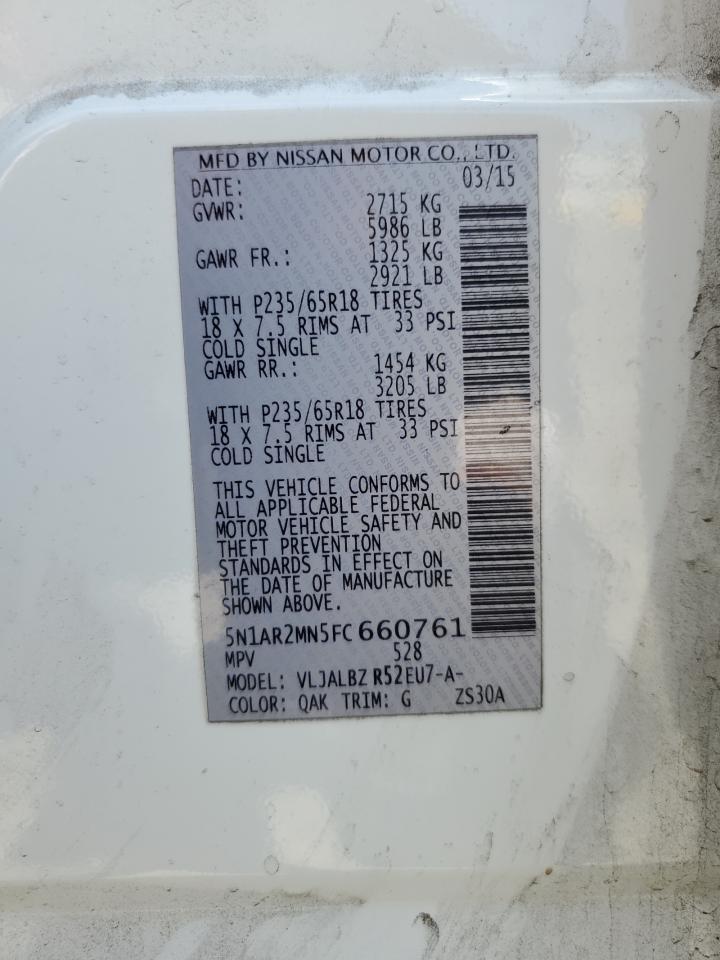 MFD BY NISSAN MOTOR CO., LTD.
DATE: 03/15
GVWR: 2715 KG
5986 LB
GAWR FR.: 1325 KG
2921 LB
WITH P235/65R18 TIRES
18 X 7.5 RIMS AT 33 PSI
COLD SINGLE
GAWR RR.: 1454 KG
3205 LB
WITH P235/65R18 TIRES
18 X 7.5 RIMS AT 33 PSI
COLD SINGLE
THIS VEHICLE CONFORMS TO
ALL APPLICABLE FEDERAL
MOTOR VEHICLE SAFETY AND
THEFT PREVENTION
STANDARDS IN EFFECT ON
THE DATE OF MANUFACTURE
SHOWN ABOVE.
5N1AR2MN5FC 660761
MPV 528
MODEL: VLJALBZ R52EU7-A-
COLOR: QAK TRIM: G ZS30A